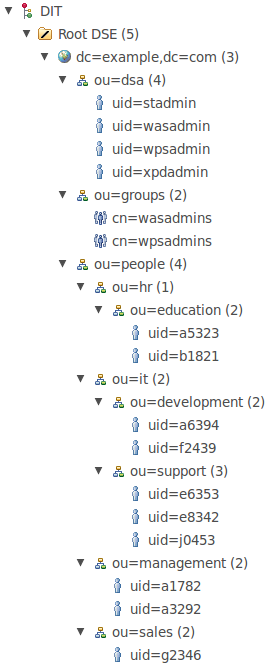 DIT
Root DSE (5)
dc=example,dc=com (3)
ou=dsa (4)
uid=stadmin
uid=wasadmin
uid=wpsadmin
uid=xpdadmin
ou=groups (2)
cn=wasadmins
cn=wpsadmins
ou=people (4)
ou=hr (1)
ou=education (2)
uid=a5323
uid=b1821
ou=it (2)
ou=development (2)
uid=a6394
uid=f2439
ou=support (3)
uid=e6353
uid=e8342
uid=j0453
ou=management (2)
uid=a1782
uid=a3292
ou=sales (2)
uid=g2346